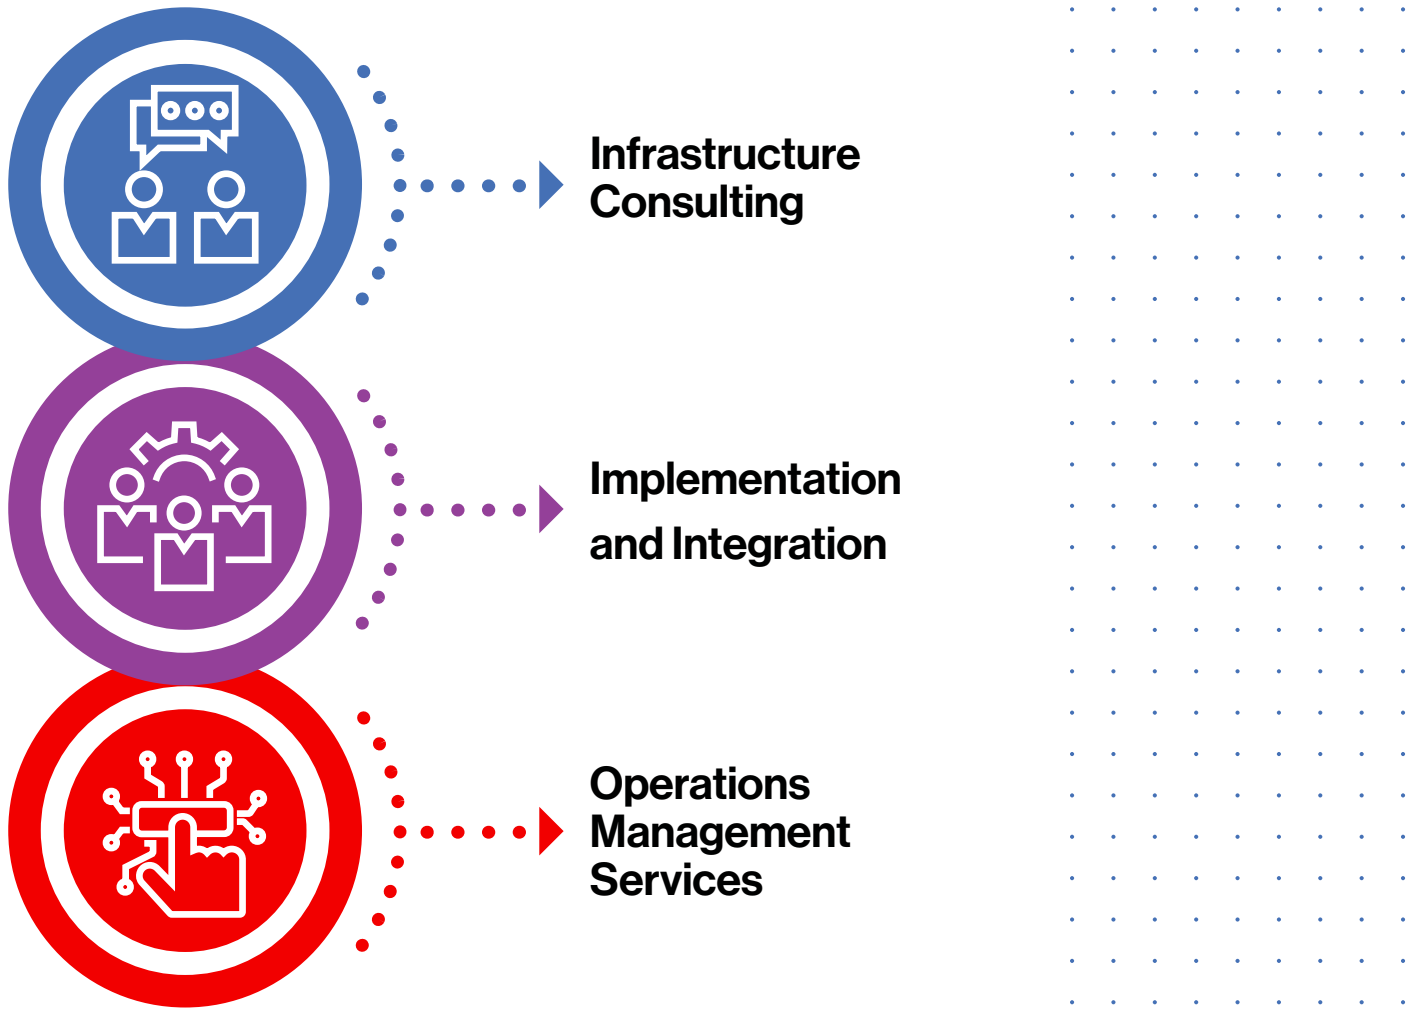 Infrastructure
Consulting
Implementation
and Integration
Operations
Management
Services